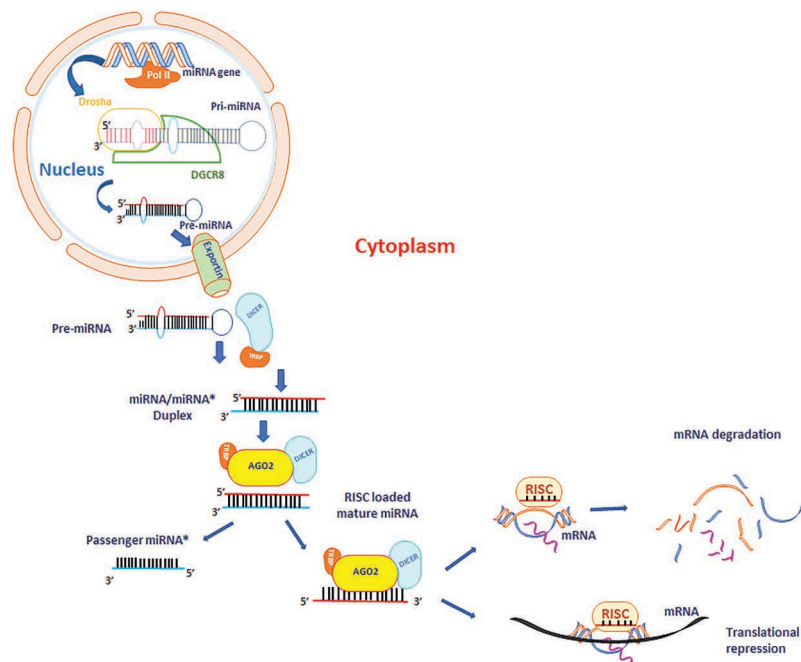 Pol II
miRNA gene
Drosha
Pri-miRNA
5’
3’
Nucleus
DGCR8
5’
3’
Pre-miRNA
Exportin
Cytoplasm
5’
3’
Pre-miRNA
DICER
TRBP
miRNA/miRNA*
Duplex
5’
3’
TRBP
AGO2
DICER
RISC loaded
mature miRNA
Passenger miRNA*
3’
5’
TRBP
AGO2
DICER
5’
3’
RISC
mRNA
mRNA degradation
RISC
mRNA
Translational
repression